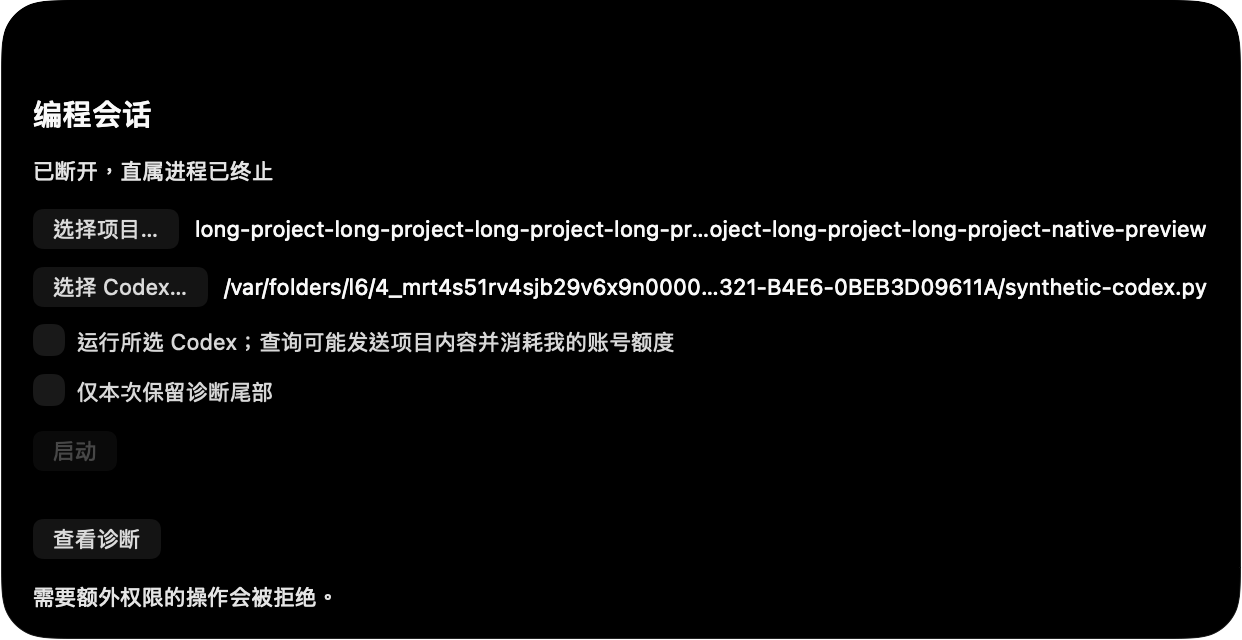 编程会话
已断开，直属进程已终止
选择项目... long-project-long-project-long-project-long-pr...oject-long-project-long-project-native-preview
选择 Codex... /var/folders/l6/4_mrt4s51rv4sjb29v6x9n0000...321-B4E6-0BEB3D09611A/synthetic-codex.py
运行所选 Codex；查询可能发送项目内容并消耗我的账号额度
仅本次保留诊断尾部
启动
查看诊断
需要额外权限的操作会被拒绝。